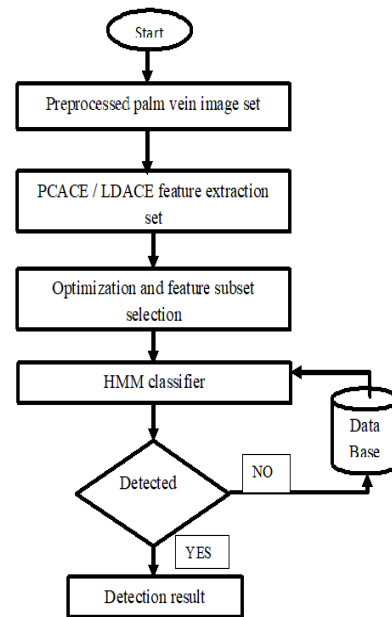 Start
Preprocessed palm vein image set
PCACE / LDACE feature extraction
set
Optimization and feature subset
selection
HMM classifier
Data
Base
Detected
NO
YES
Detection result